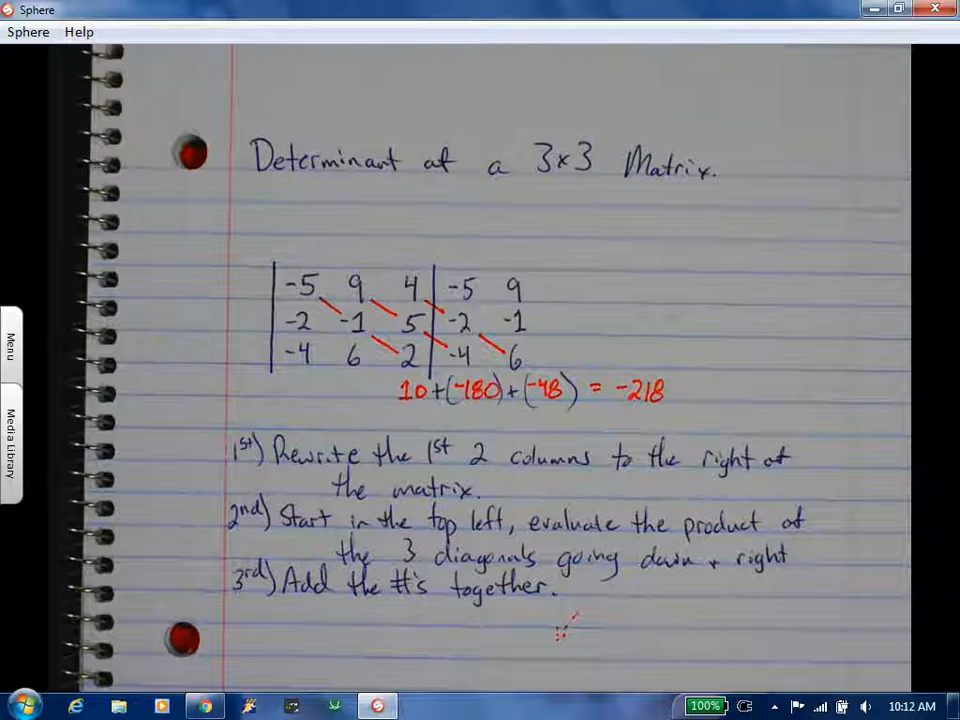 Sphere
Sphere Help
Determinant of a 3x3 Matrix.
-5 9 4 -5 9
-2 -1 5 -2 -1
-4 6 2 -4 6
10+(-180)+(-48) = -218
1st) Rewrite the 1st 2 columns to the right of
the matrix.
2nd) Start in the top left, evaluate the product of
the 3 diagonals going down + right
3rd) Add the #'s together.
Menu
Media Library
100%
10:12 AM